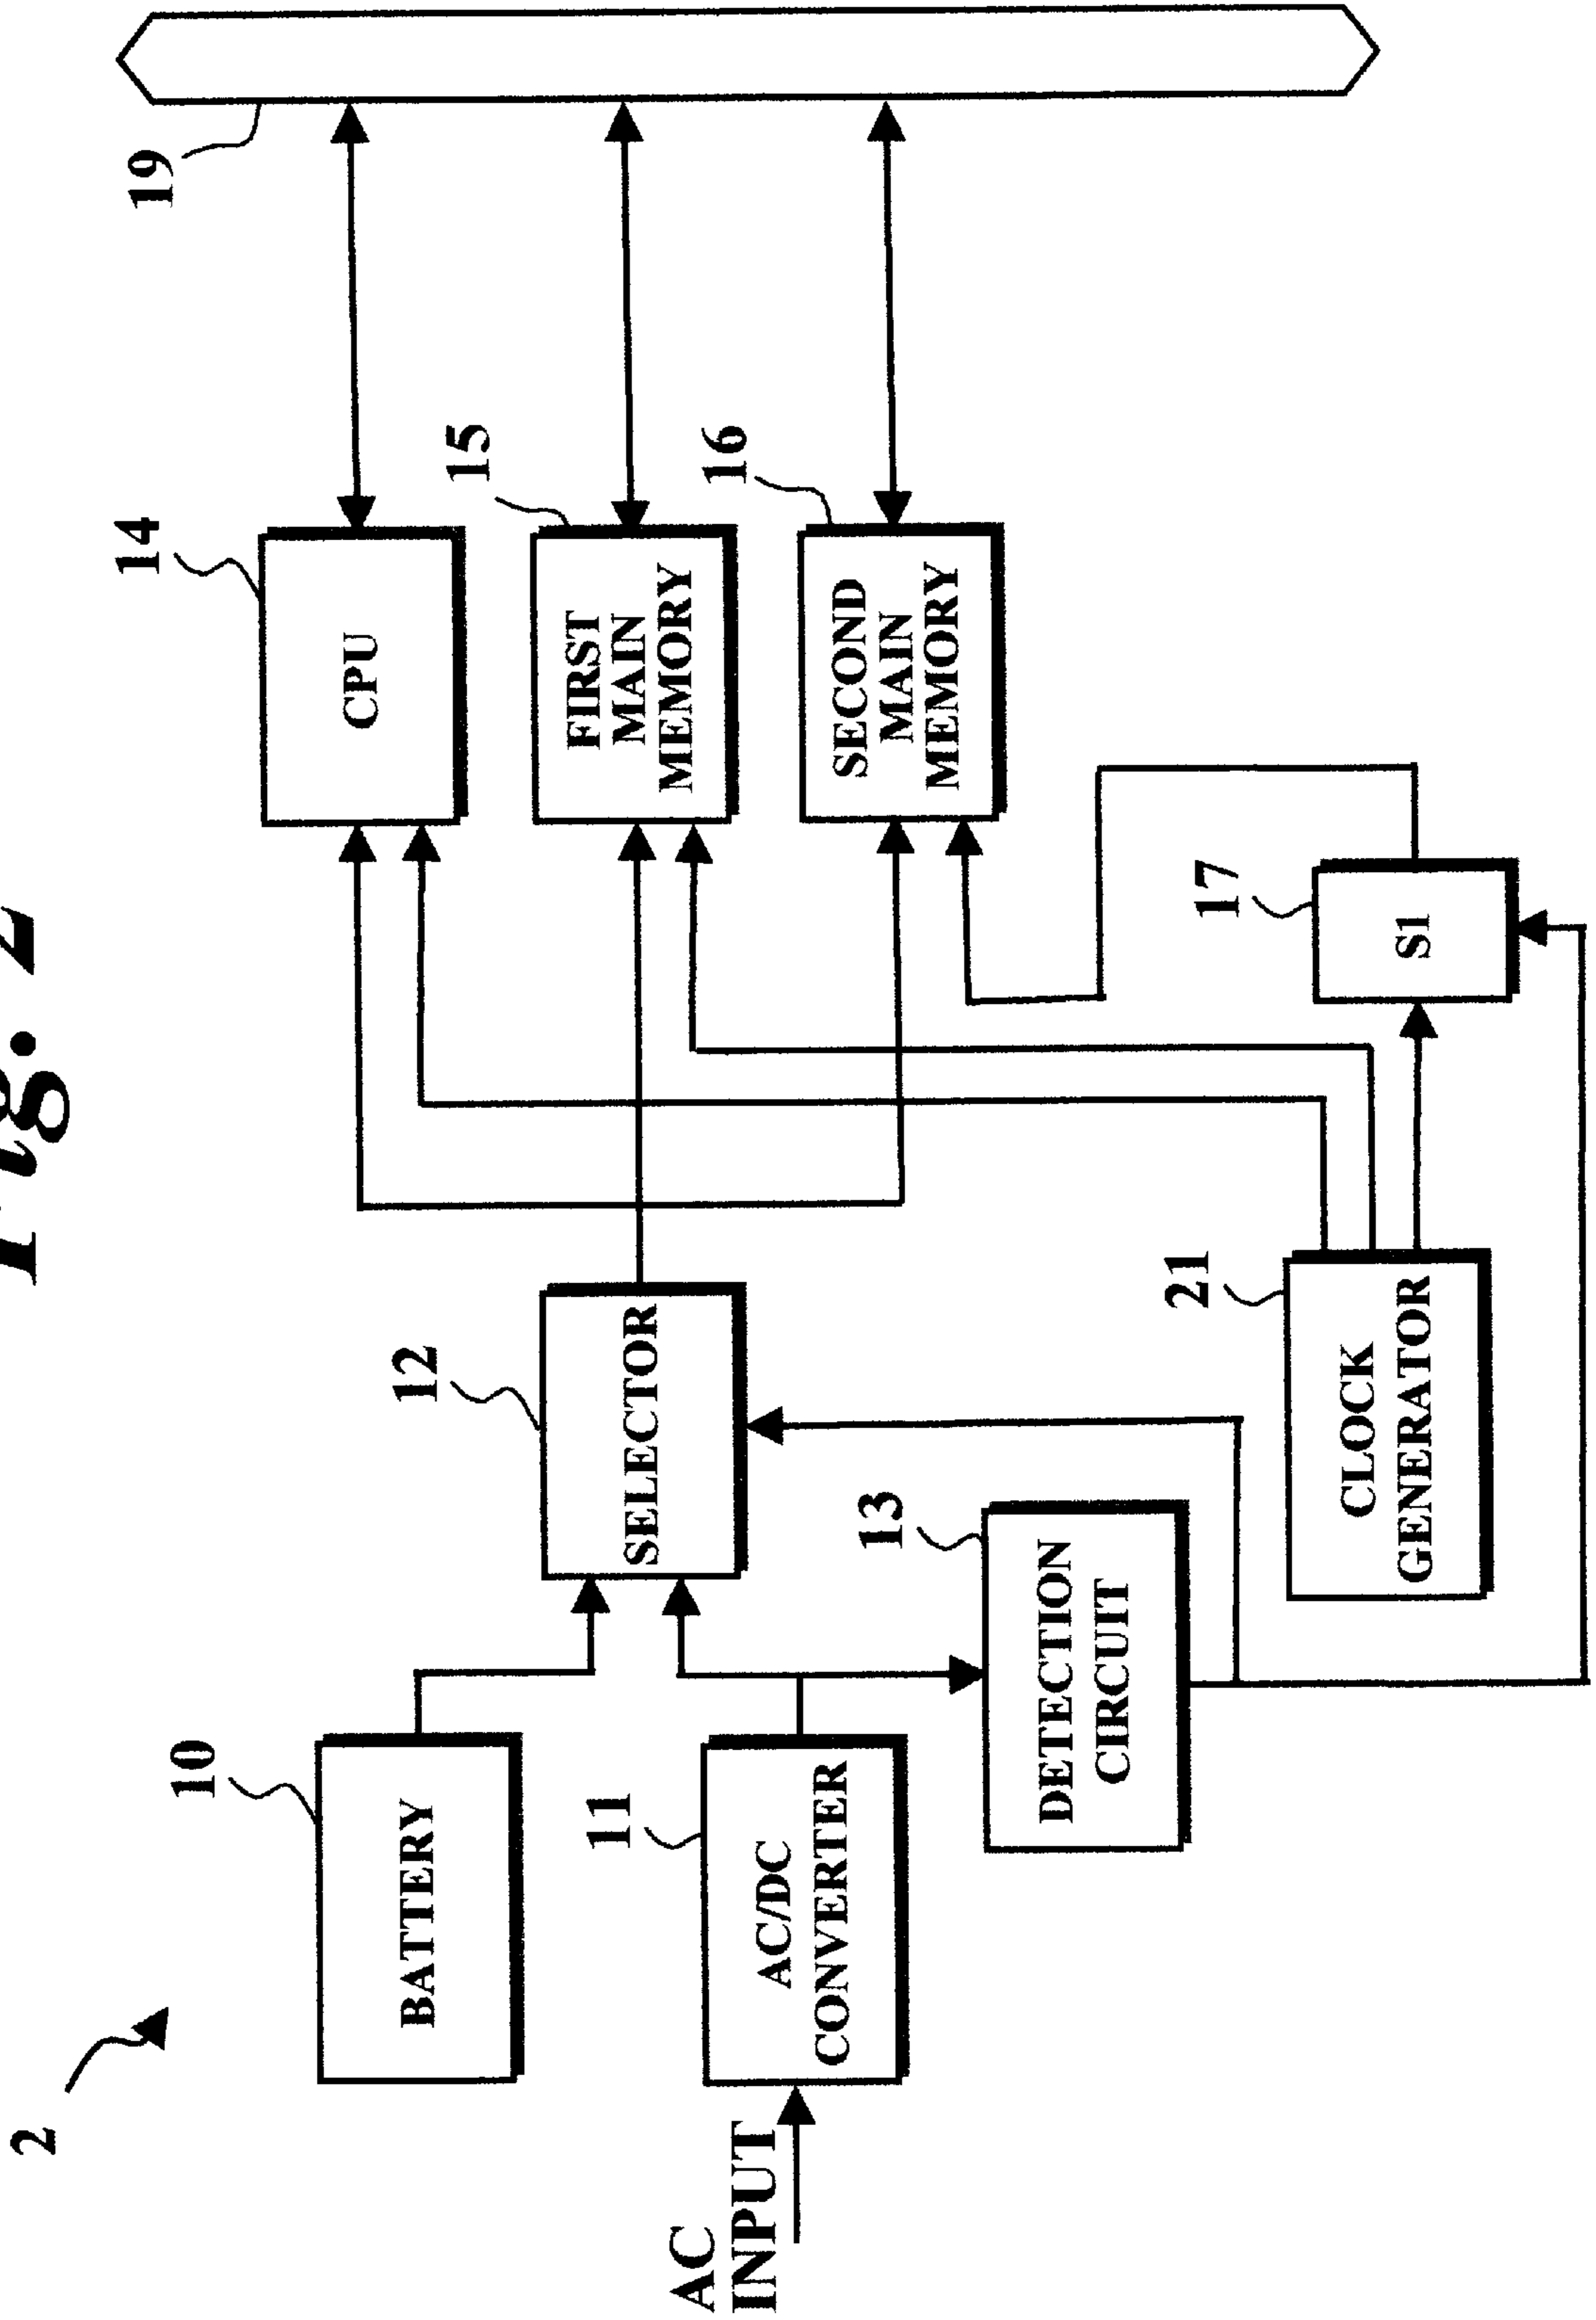 Fig. 2
2
10
BATTERY
AC
INPUT
11
AC/DC
CONVERTER
12
SELECTOR
13
DETECTION
CIRCUIT
21
CLOCK
GENERATOR
14
CPU
15
FIRST
MAIN
MEMORY
16
SECOND
MAIN
MEMORY
17
S1
19